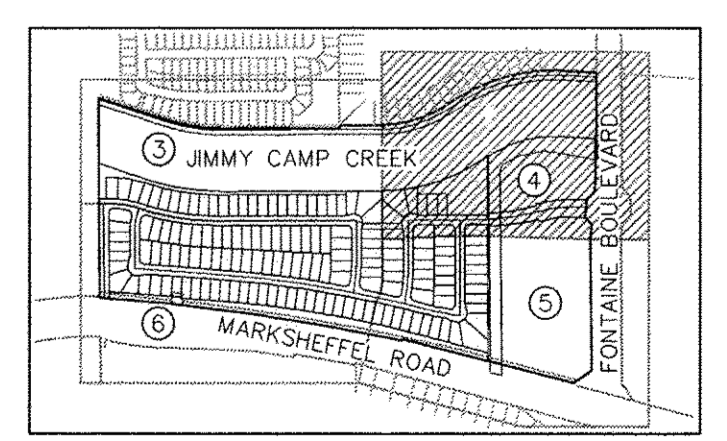 3 JIMMY CAMP CREEK
4
FONTAINE BOULEVARD
5
6 MARKSHEFFEL ROAD